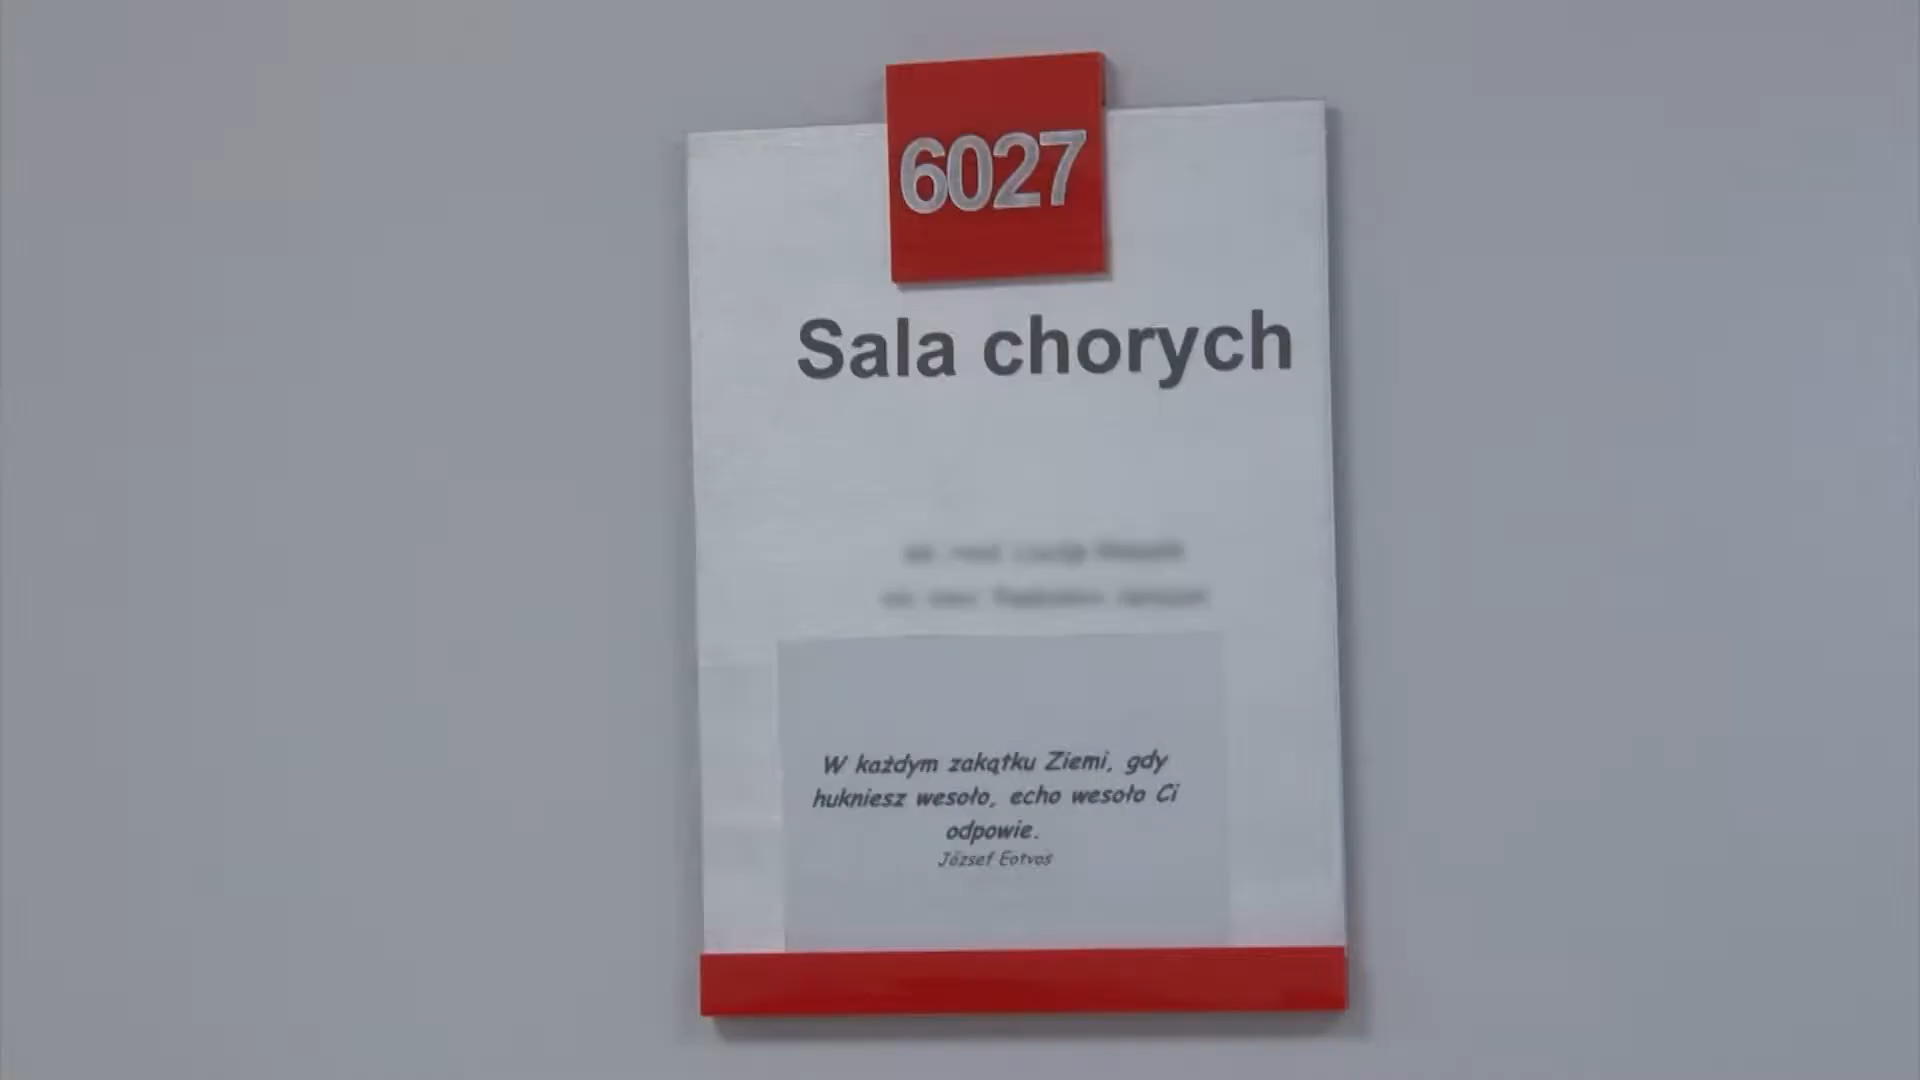 6027
Sala chorych
W każdym zakątku Ziemi, gdy
hukniesz wesoło, echo wesoło Ci
odpowie.
József Eotvos